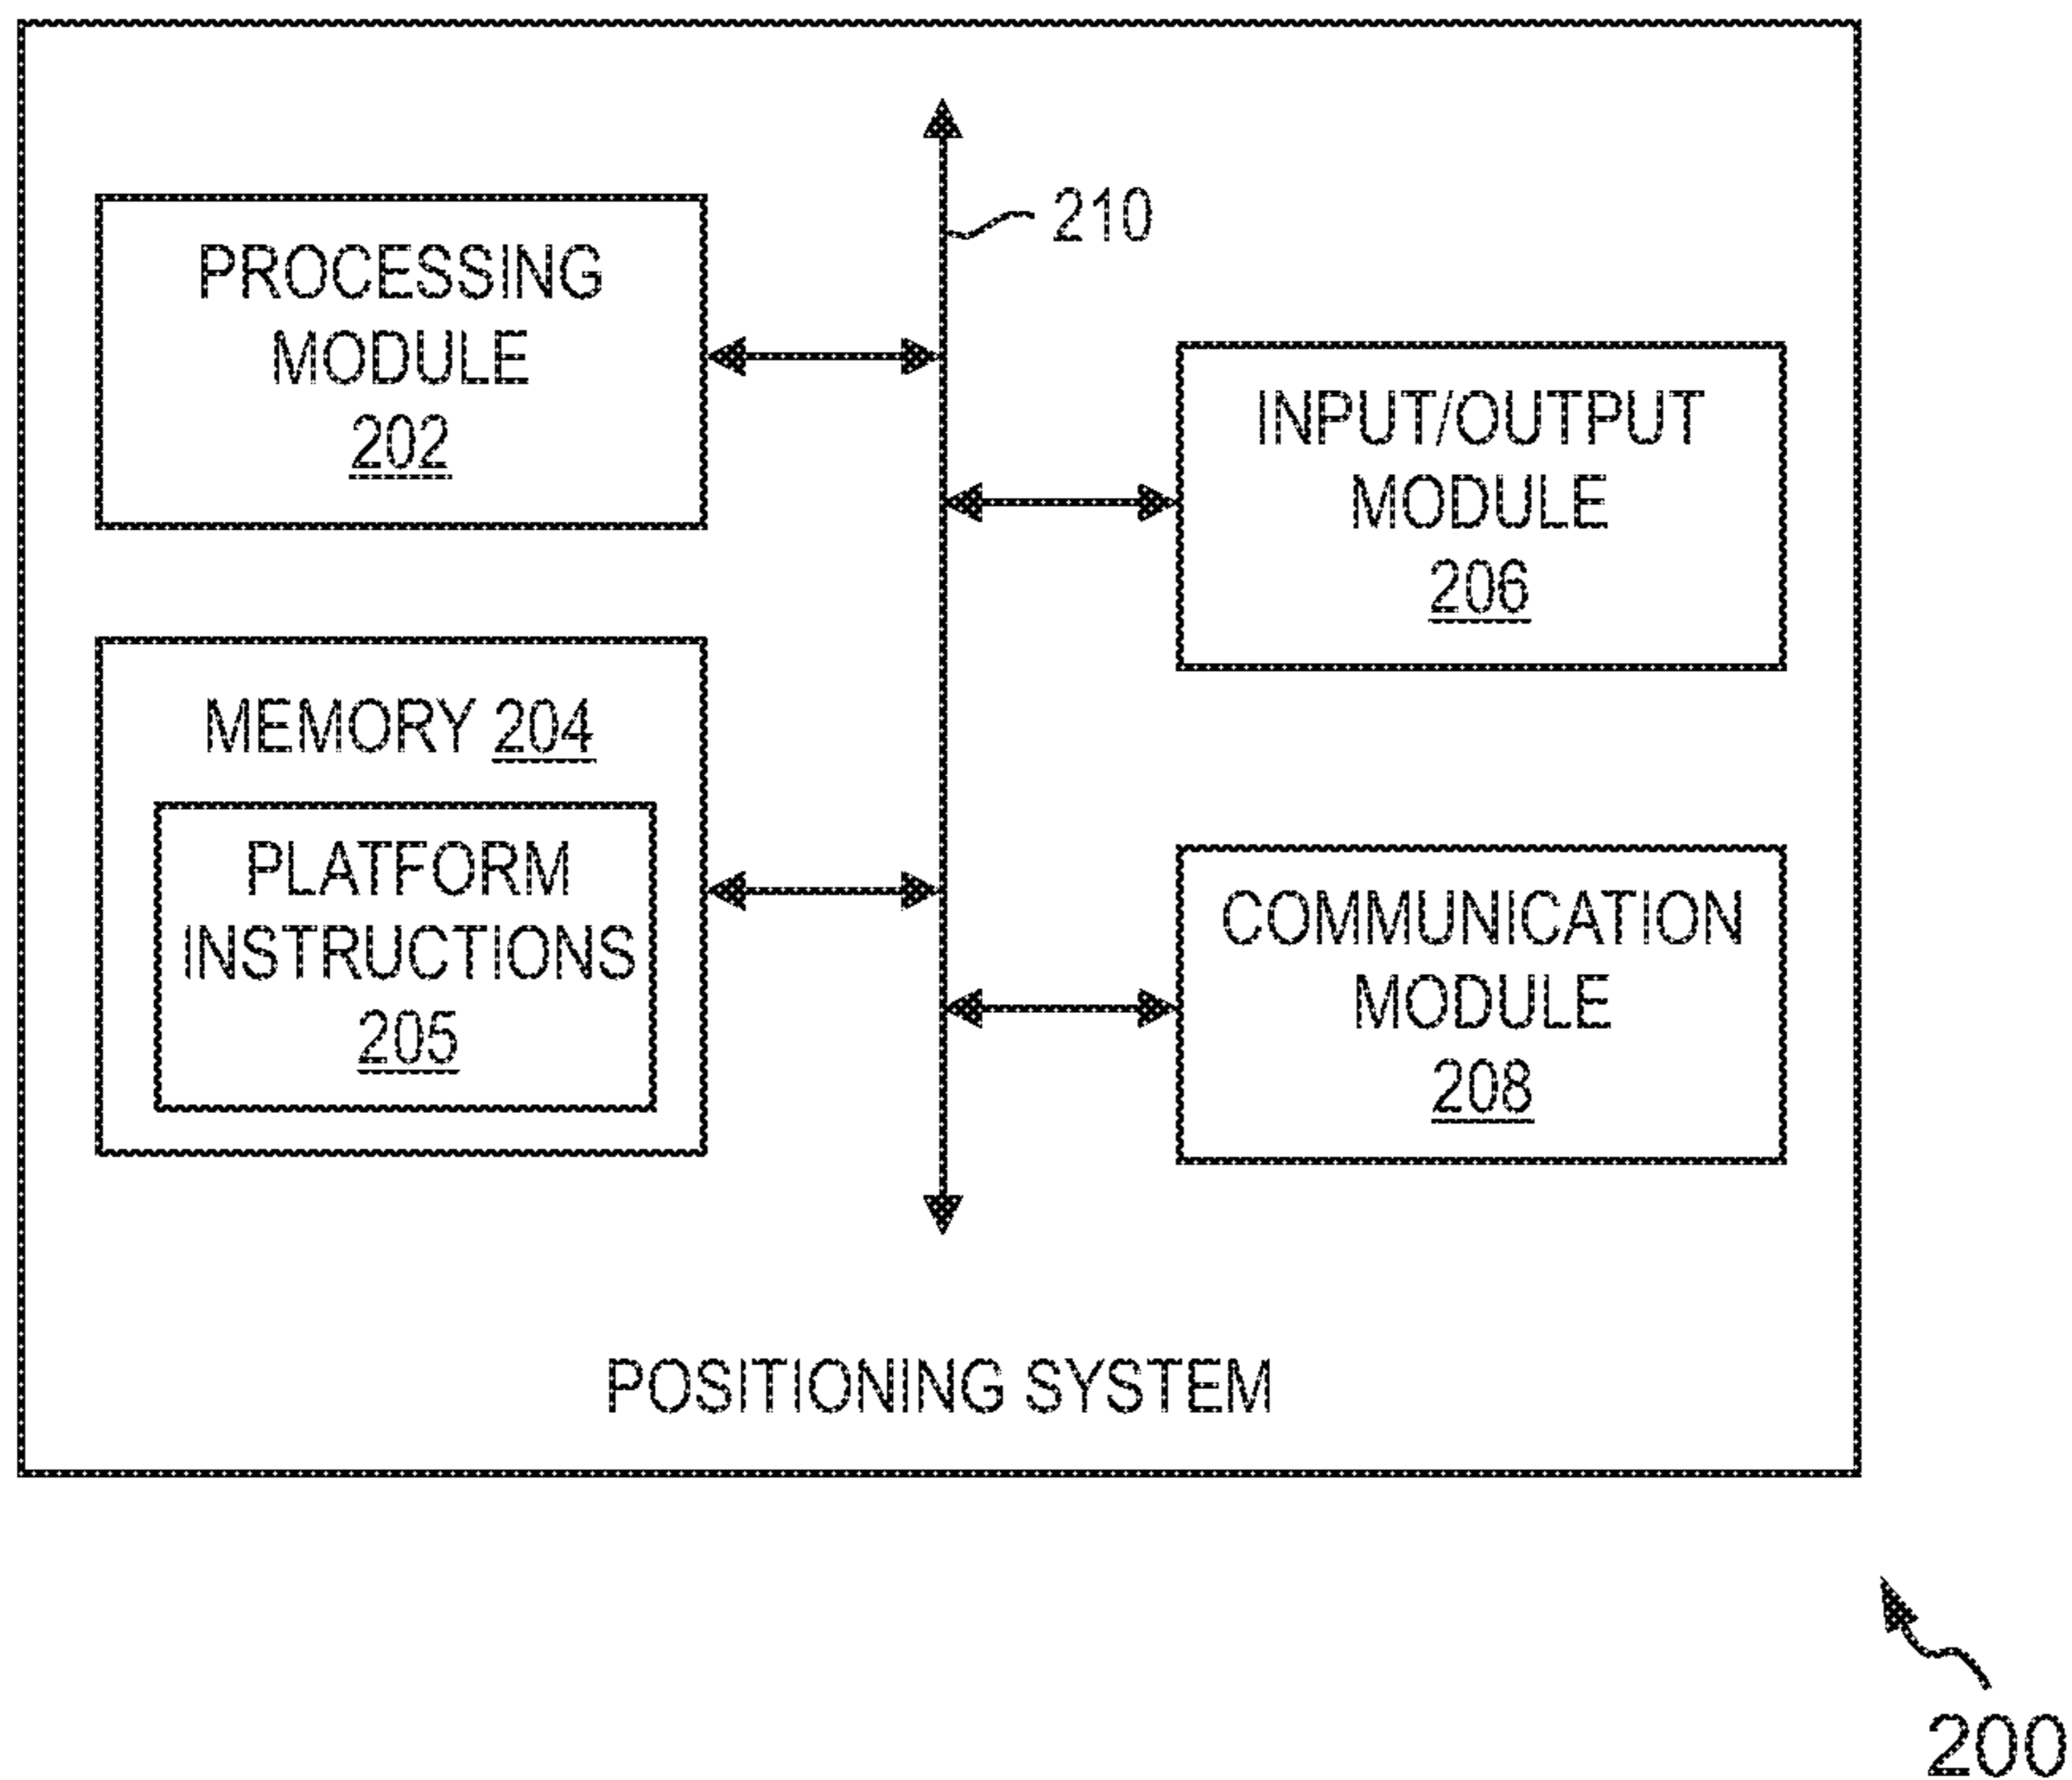 210
PROCESSING
MODULE
202
INPUT/OUTPUT
MODULE
206
MEMORY 204
PLATFORM
INSTRUCTIONS
205
COMMUNICATION
MODULE
208
POSITIONING SYSTEM
200